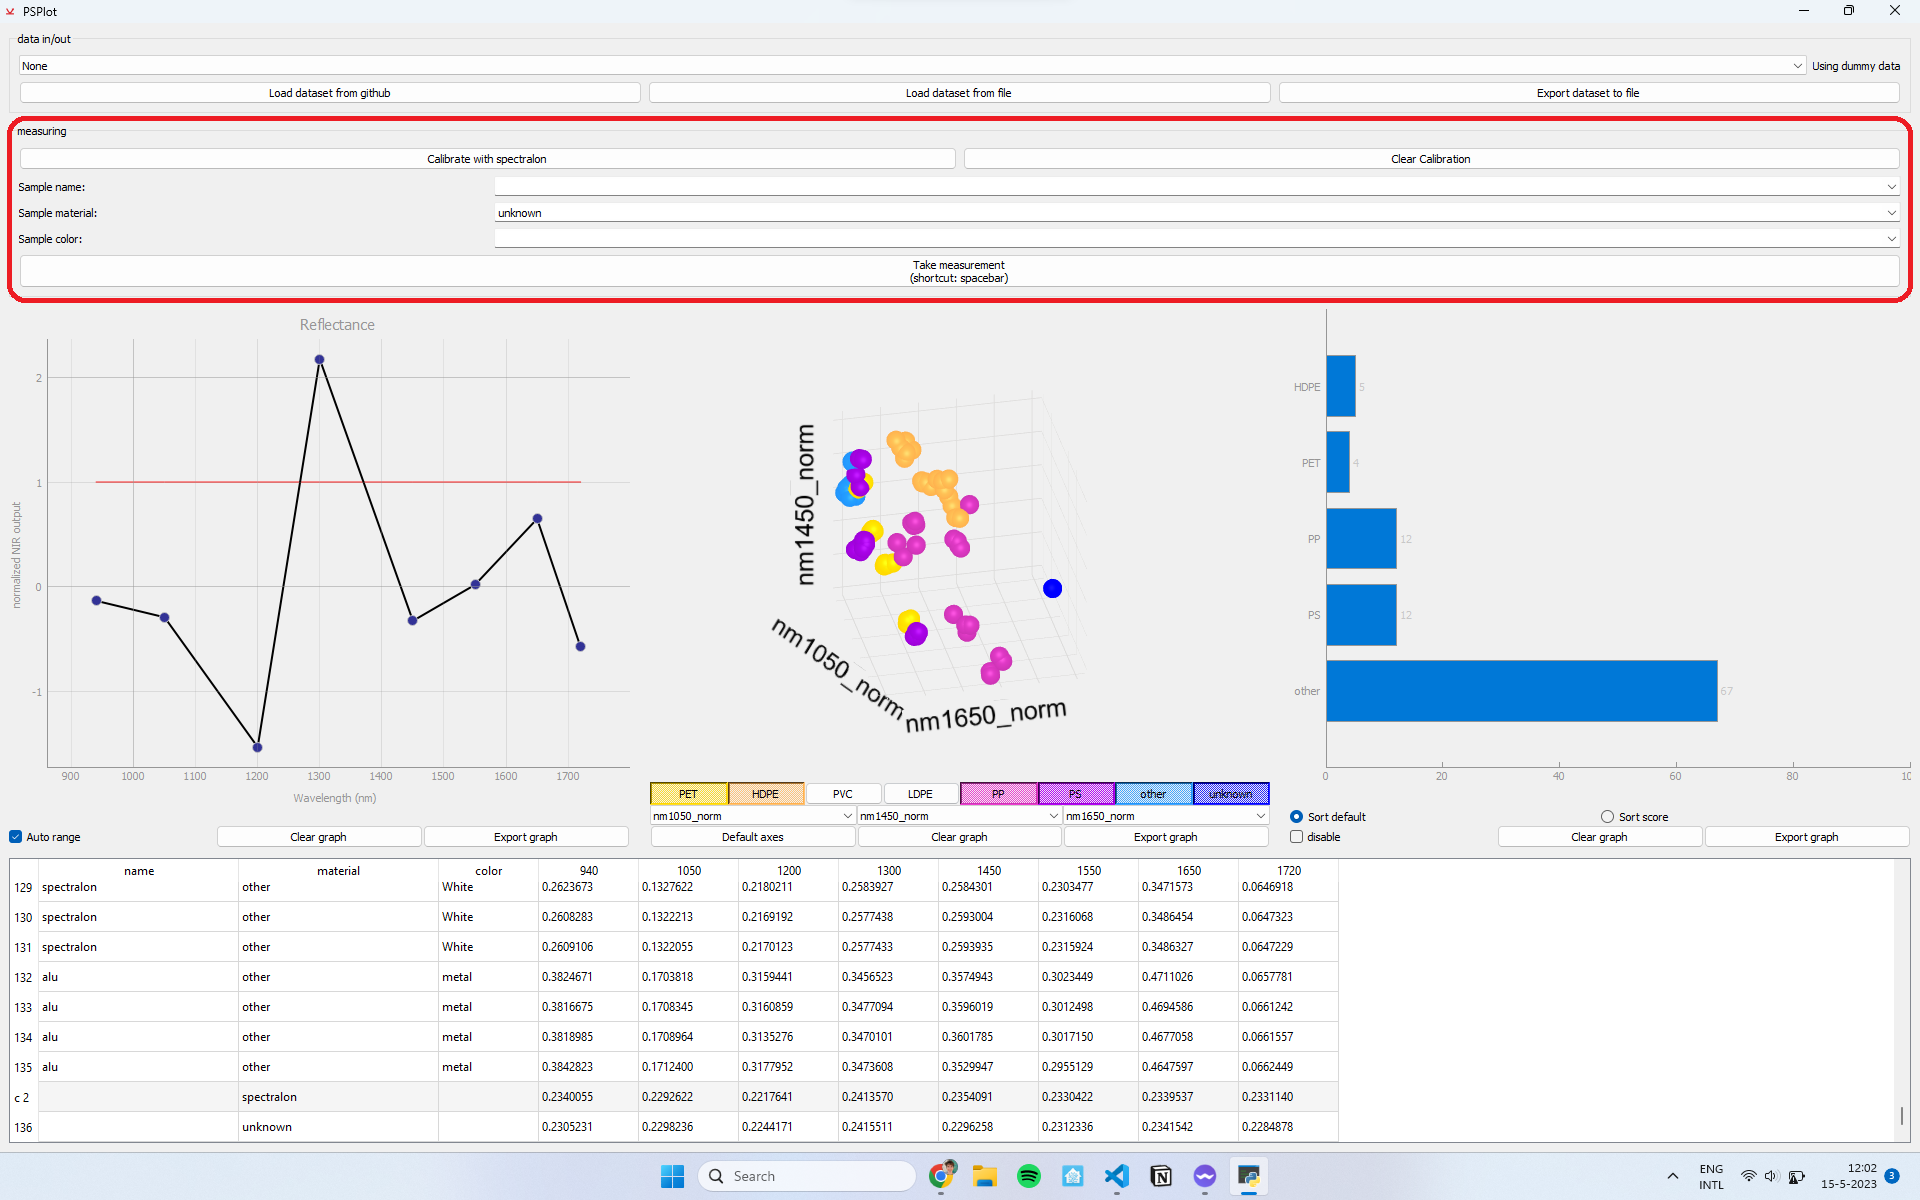 PSPlot
data in/out
None
Using dummy data
Load dataset from github
Load dataset from file
Export dataset to file
measuring
Calibrate with spectralon
Clear Calibration
Sample name:
Sample material:
unknown
Sample color:
Take measurement
(shortcut: spacebar)
Reflectance
2
1
0
-1
normalized NIR output
900 1000 1100 1200 1300 1400 1500 1600 1700
Wavelength (nm)
Auto range
Clear graph
Export graph
nm1450_norm
nm1050_norm
nm1650_norm
PET HDPE PVC LDPE PP PS other unknown
nm1050_norm nm1450_norm nm1650_norm
Default axes
Clear graph
Export graph
HDPE 5
PET 4
PP 12
PS 12
other 67
0 20 40 60 80
Sort default
Sort score
disable
Clear graph
Export graph
name material color 940 1050 1200 1300 1450 1550 1650 1720
129 spectralon other White 0.2623673 0.1327622 0.2180211 0.2583927 0.2584301 0.2303477 0.3471573 0.0646918
130 spectralon other White 0.2608283 0.1322213 0.2169192 0.2577438 0.2593004 0.2316068 0.3486454 0.0647323
131 spectralon other White 0.2609106 0.1322055 0.2170123 0.2577433 0.2593935 0.2315924 0.3486327 0.0647229
132 alu other metal 0.3824671 0.1703818 0.3159441 0.3456523 0.3574943 0.3023449 0.4711026 0.0657781
133 alu other metal 0.3816675 0.1708345 0.3160859 0.3477094 0.3596019 0.3012498 0.4694586 0.0661242
134 alu other metal 0.3818985 0.1708964 0.3135276 0.3470101 0.3601785 0.3017150 0.4677058 0.0661557
135 alu other metal 0.3842823 0.1712400 0.3177952 0.3473608 0.3529947 0.2955129 0.4647597 0.0662449
c 2 spectralon 0.2340055 0.2292622 0.2217641 0.2413570 0.2354091 0.2330422 0.2339537 0.2331140
136 unknown 0.2305231 0.2298236 0.2244171 0.2415511 0.2296258 0.2312336 0.2341542 0.2284878
Search
ENG
INTL
12:02
15-5-2023
3